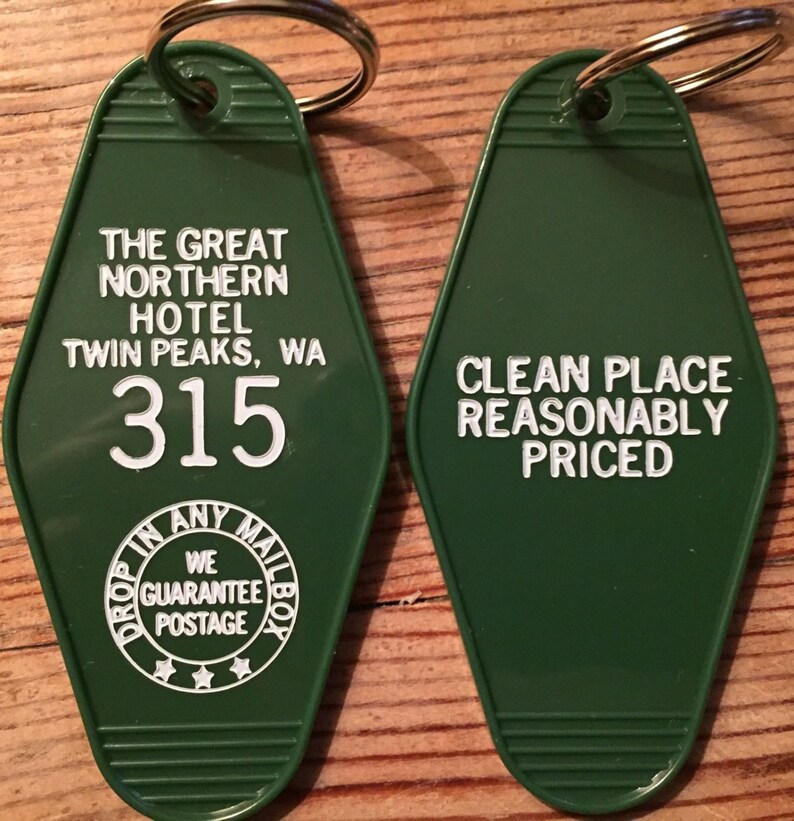 THE GREAT
NORTHERN
HOTEL
TWIN PEAKS, WA
315
DROP IN ANY MAILBOX
WE
GUARANTEE
POSTAGE
CLEAN PLACE
REASONABLY
PRICED